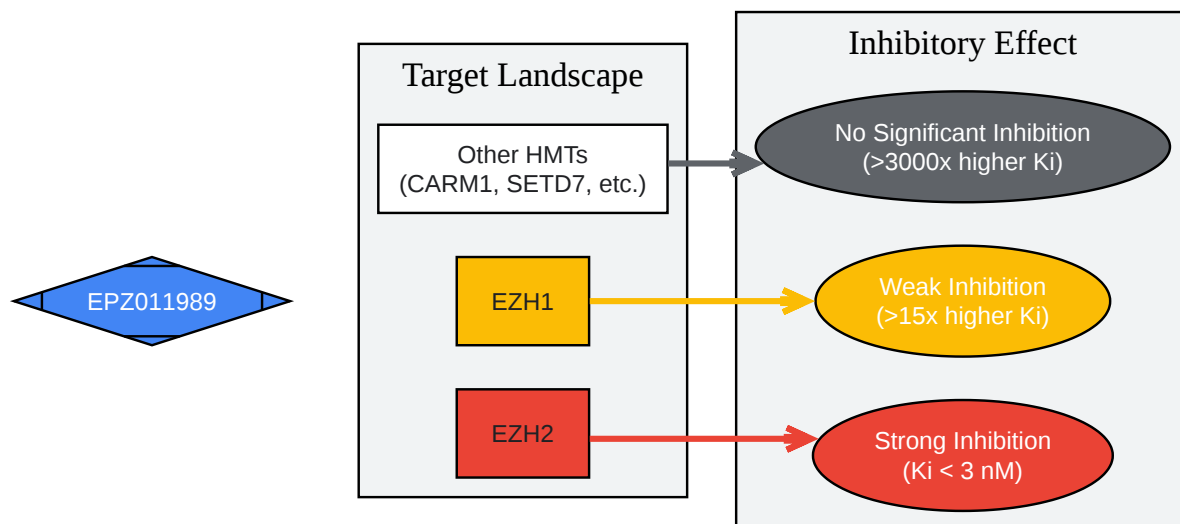 Target Landscape
Inhibitory Effect
Other HMTs
(CARM1, SETD7, etc.)
No Significant Inhibition
(>3000x higher Ki)
EPZ011989
EZH1
Weak Inhibition
(>15x higher Ki)
EZH2
Strong Inhibition
(Ki < 3 nM)